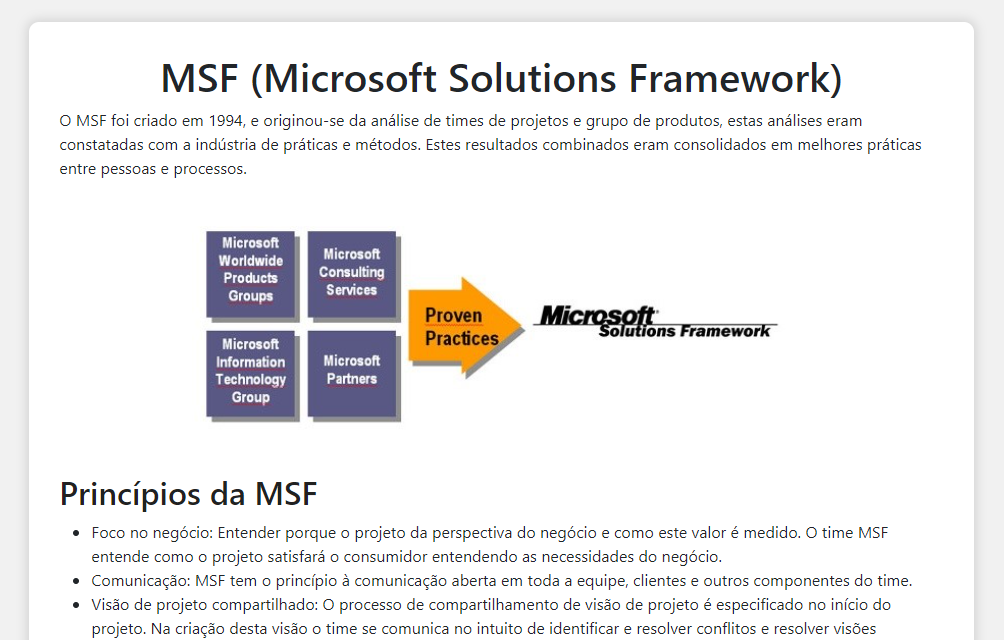 MSF (Microsoft Solutions Framework)
O MSF foi criado em 1994, e originou-se da análise de times de projetos e grupo de produtos, estas análises eram
constatadas com a indústria de práticas e métodos. Estes resultados combinados eram consolidados em melhores práticas
entre pessoas e processos.
Microsoft
Worldwide
Products
Groups
Microsoft
Consulting
Services
Microsoft
Information
Technology
Group
Microsoft
Partners
Proven
Practices
Microsoft
Solutions Framework
Princípios da MSF
• Foco no negócio: Entender porque o projeto da perspectiva do negócio e como este valor é medido. O time MSF
entende como o projeto satisfará o consumidor entendendo as necessidades do negócio.
• Comunicação: MSF tem o princípio à comunicação aberta em toda a equipe, clientes e outros componentes do time.
• Visão de projeto compartilhado: O processo de compartilhamento de visão de projeto é especificado no início do
projeto. Na criação desta visão o time se comunica no intuito de identificar e resolver conflitos e resolver visões